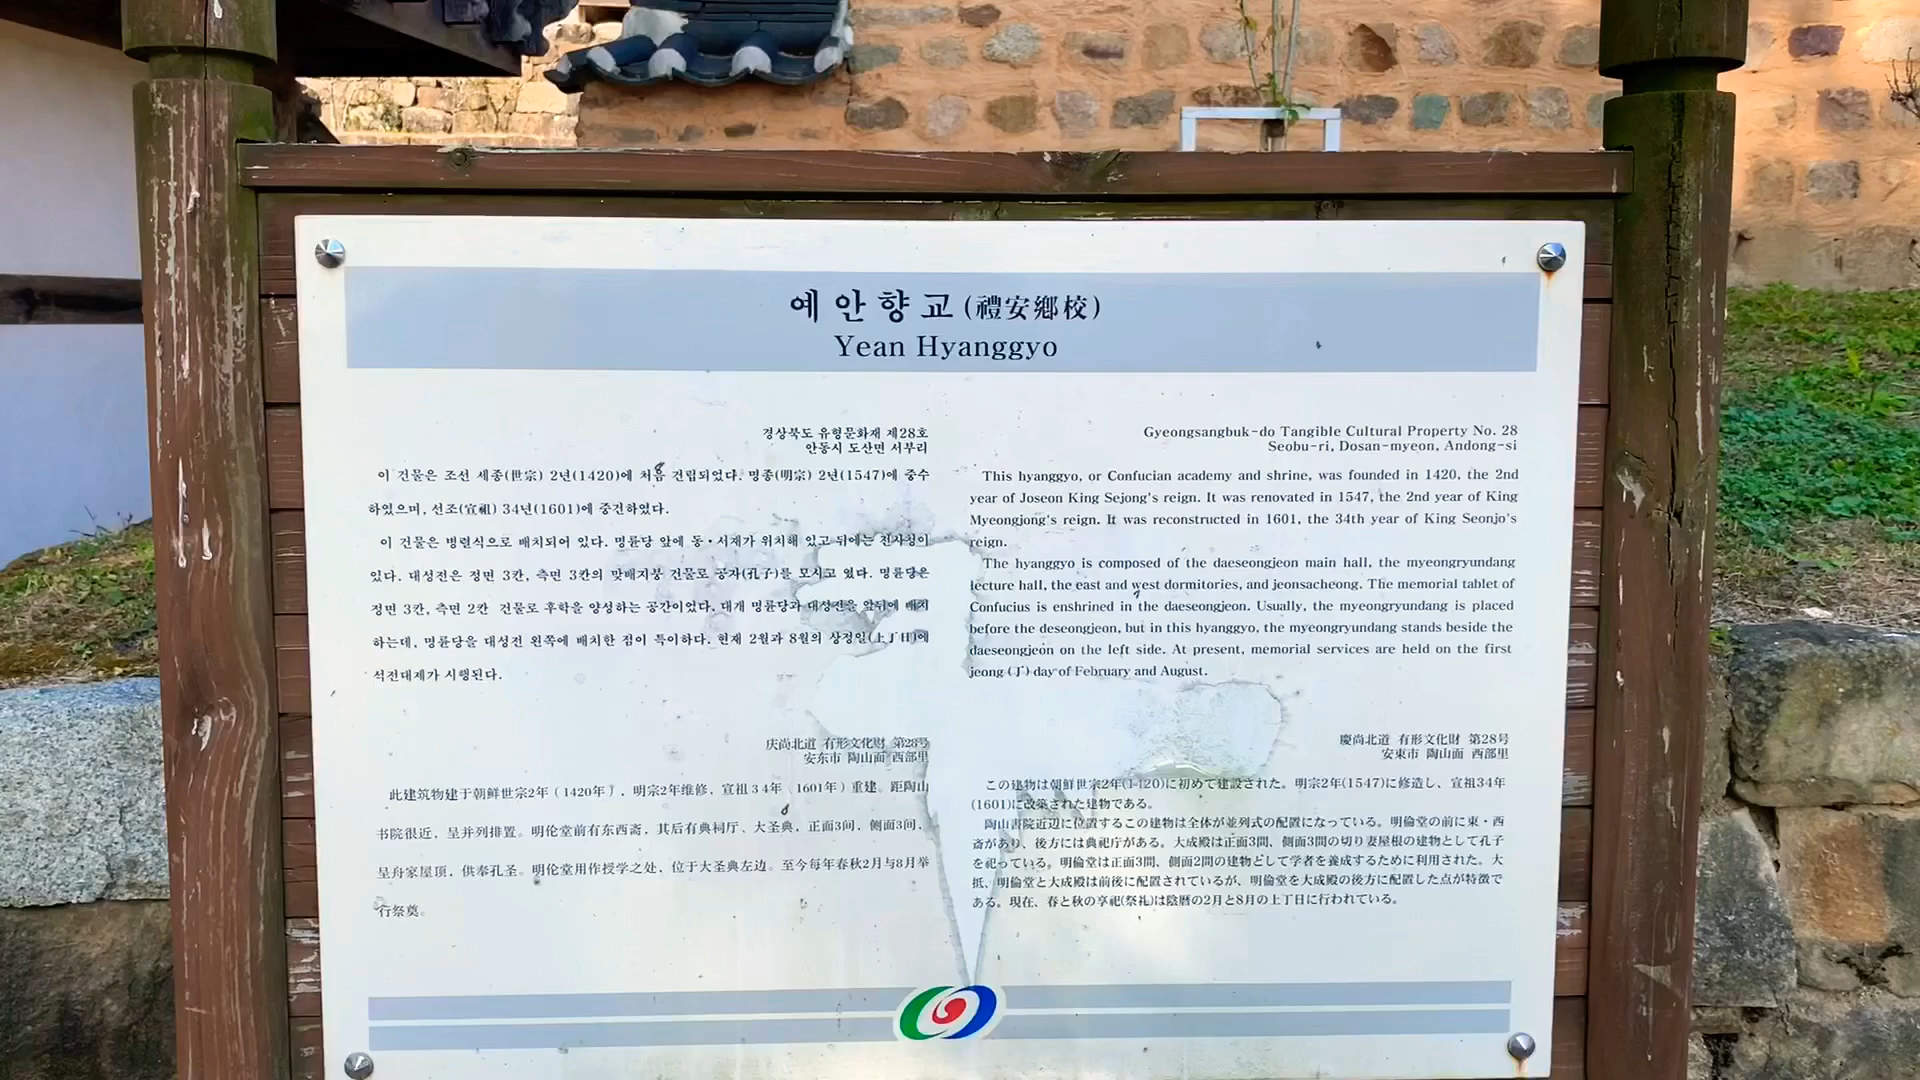 예안향교(禮安鄕校)
Yean Hyanggyo
경상북도 유형문화재 제28호
안동시 도산면 서부리
이 건물은 조선 세종(世宗) 2년(1420)에 처음 건립되었다. 명종(明宗) 2년(1547)에 중수
하였으며, 선조(宣祖) 34년(1601)에 중건하였다.
이 건물은 병렬식으로 배치되어 있다. 명륜당 앞에 동·서재가 위치해 있고 뒤에는 전사청이
있다. 대성전은 정면 3칸, 측면 3칸의 맞배지붕 건물로 공자(孔子)를 모시고 있다. 명륜당은
정면 3칸, 측면 2칸 건물로 후학을 양성하는 공간이었다. 대개 명륜당과 대성전을 앞뒤에 배치
하는데, 명륜당을 대성전 왼쪽에 배치한 점이 특이하다. 현재 2월과 8월의 상정일(上丁日)에
석전대제가 시행된다.
Gyeongsangbuk-do Tangible Cultural Property No. 28
Seobu-ri, Dosan-myeon, Andong-si
This hyanggyo, or Confucian academy and shrine, was founded in 1420, the 2nd
year of Joseon King Sejong's reign. It was renovated in 1547, the 2nd year of King
Myeongjong's reign. It was reconstructed in 1601, the 34th year of King Seonjo's
reign.
The hyanggyo is composed of the daeseongjeon main hall, the myeongryundang
lecture hall, the east and west dormitories, and jeonsacheong. The memorial tablet of
Confucius is enshrined in the daeseongjeon. Usually, the myeongryundang is placed
before the deseongjeon, but in this hyanggyo, the myeongryundang stands beside the
daeseongjeon on the left side. At present, memorial services are held on the first
jeong (丁) day of February and August.
庆尚北道 有形文化财 第28号
安东市 陶山面 西部里
此建筑物建于朝鲜世宗2年（1420年），明宗2年维修，宣祖34年（1601年）重建。距陶山
书院很近，呈并列排置。明伦堂前有东西斋，其后有典祠厅、大圣典，正面3间，侧面3间，
呈舟家屋顶，供奉孔圣。明伦堂用作授学之处，位于大圣典左边。至今每年春秋2月与8月举
行祭奠。
慶尚北道 有形文化財 第28号
安東市 陶山面 西部里
この建物は朝鮮世宗2年(1420)に初めて建設された。明宗2年(1547)に修造し、宣祖34年
(1601)に改築された建物である。
陶山書院近辺に位置するこの建物は全体が並列式の配置になっている。明倫堂の前に東・西
斎があり、後方には典祀庁がある。大成殿は正面3間、側面3間の切り妻屋根の建物として孔子
を祀っている。明倫堂は正面3間、側面2間の建物として学者を養成するために利用された。大
抵、明倫堂と大成殿は前後に配置されているが、明倫堂を大成殿の後方に配置した点が特徴で
ある。現在、春と秋の享祀(祭礼)は陰暦の2月と8月の上丁日に行われている。